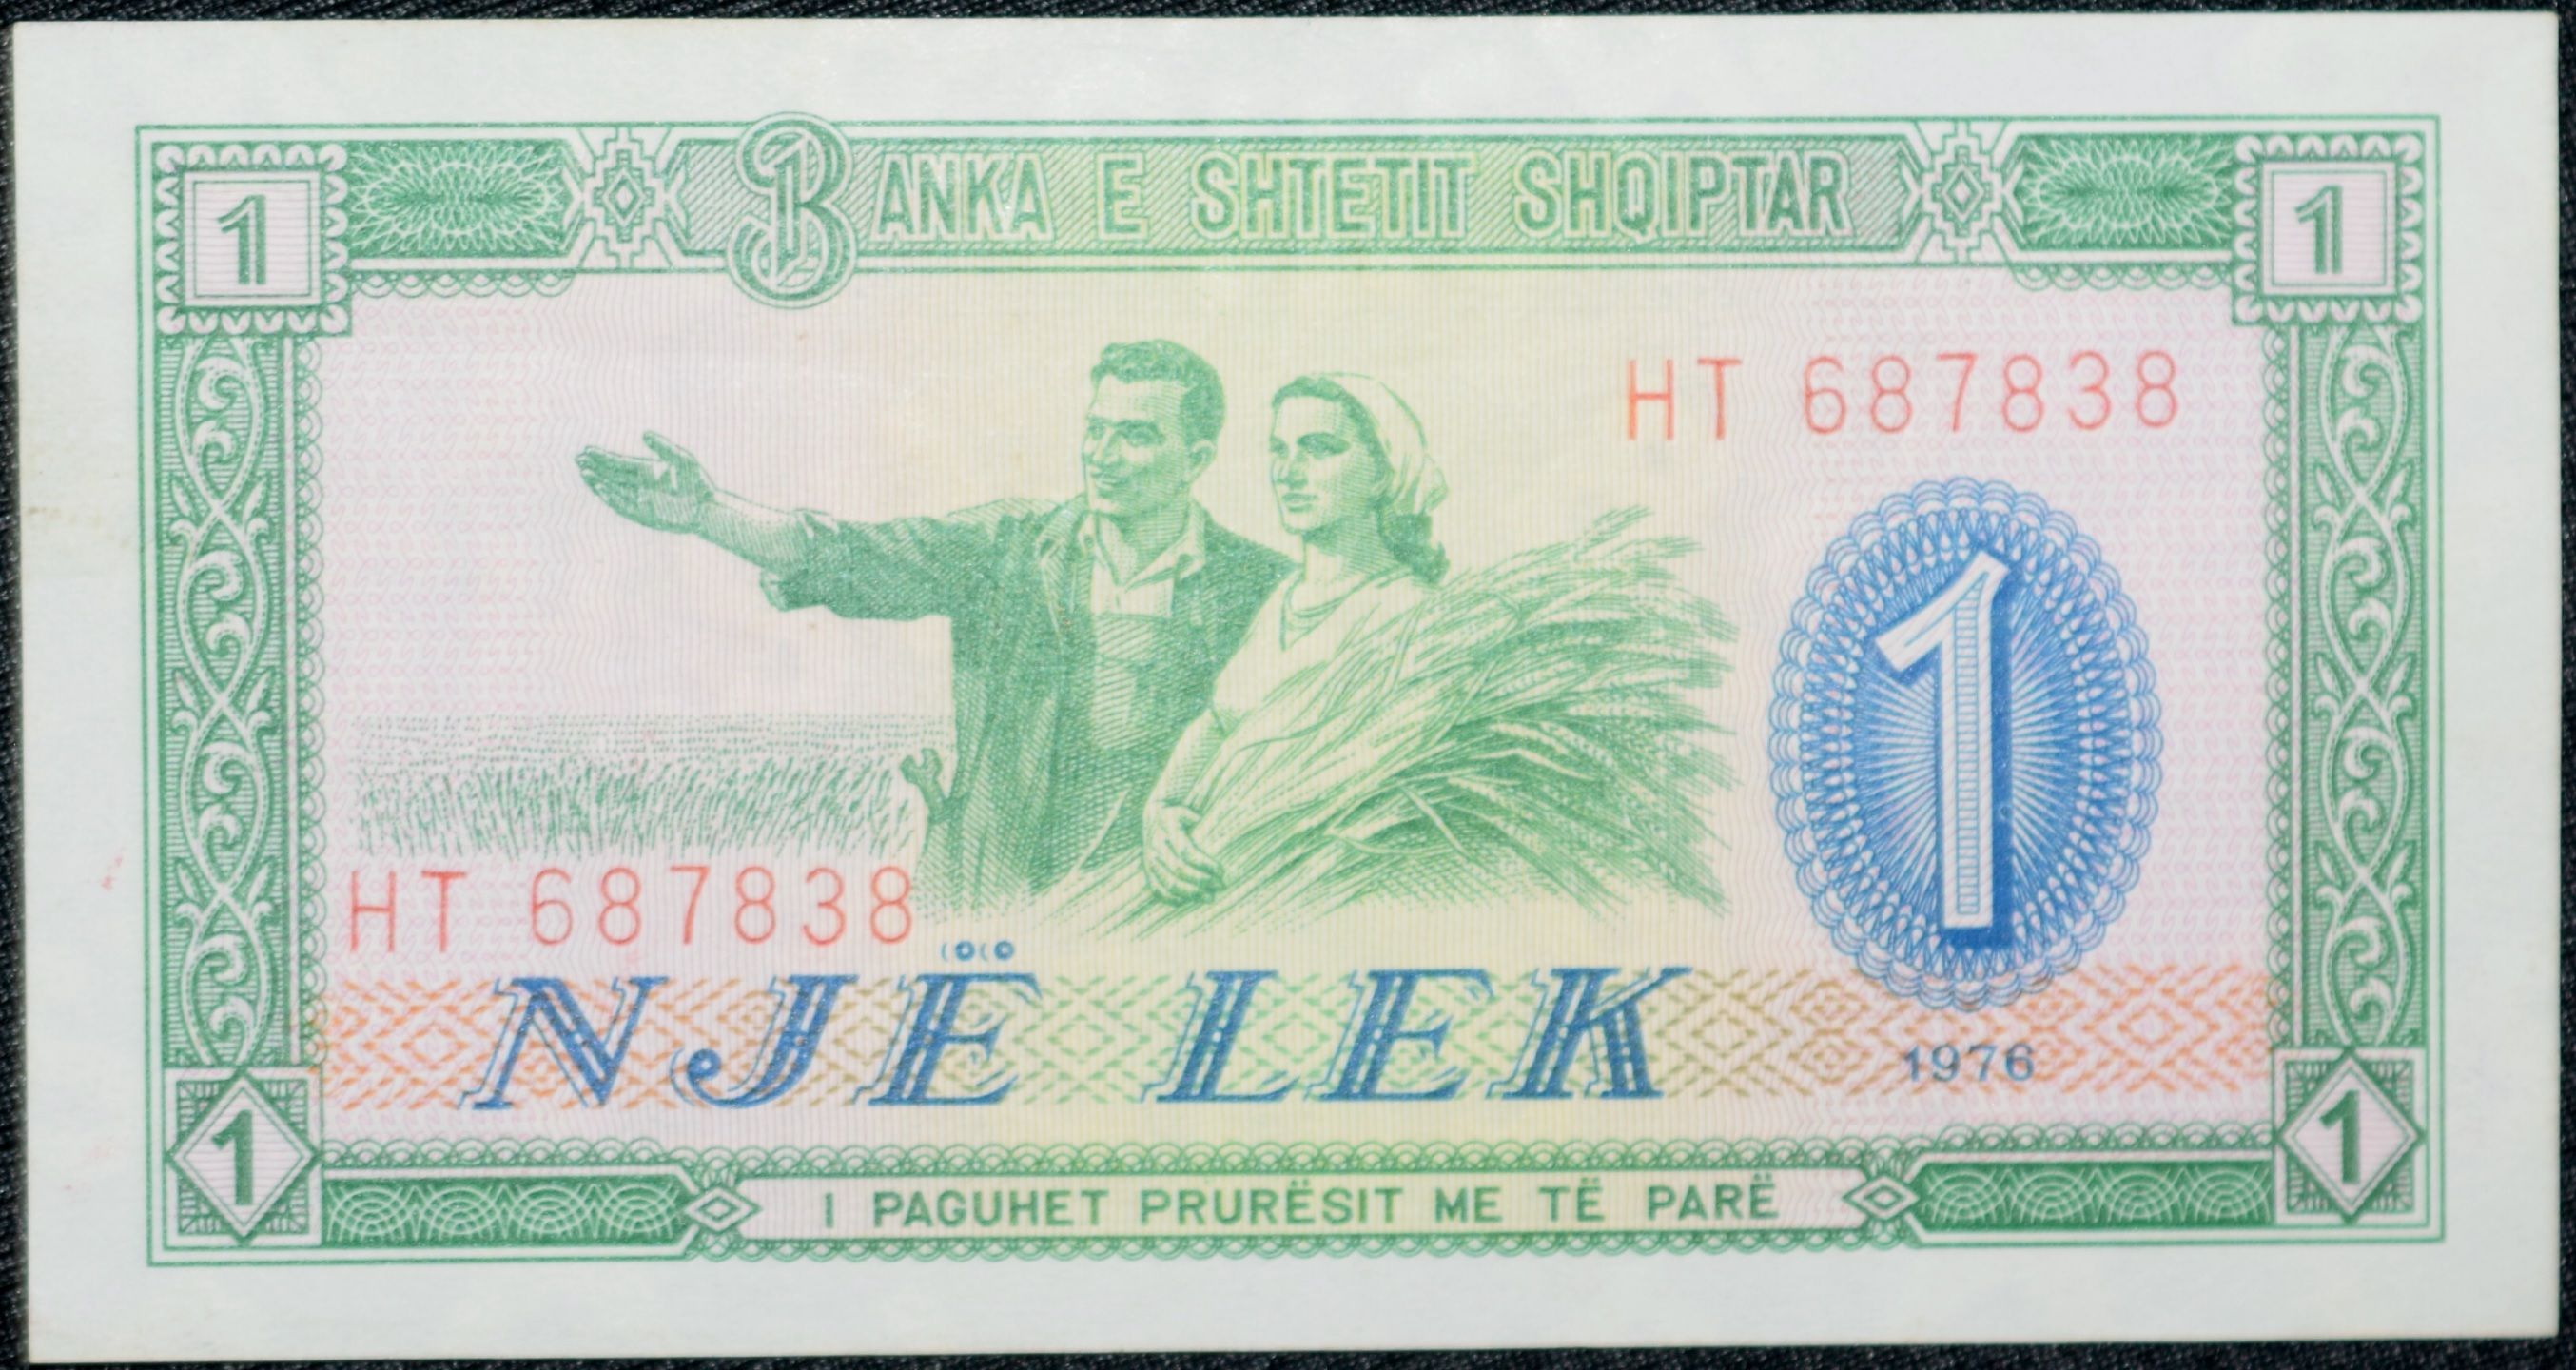 1
BANKA E SHTETIT SHQIPTAR
1
HT 687838
1
HT 687838
NJË LEK
1976
1
I PAGUHET PRURËSIT ME TË PARË
1